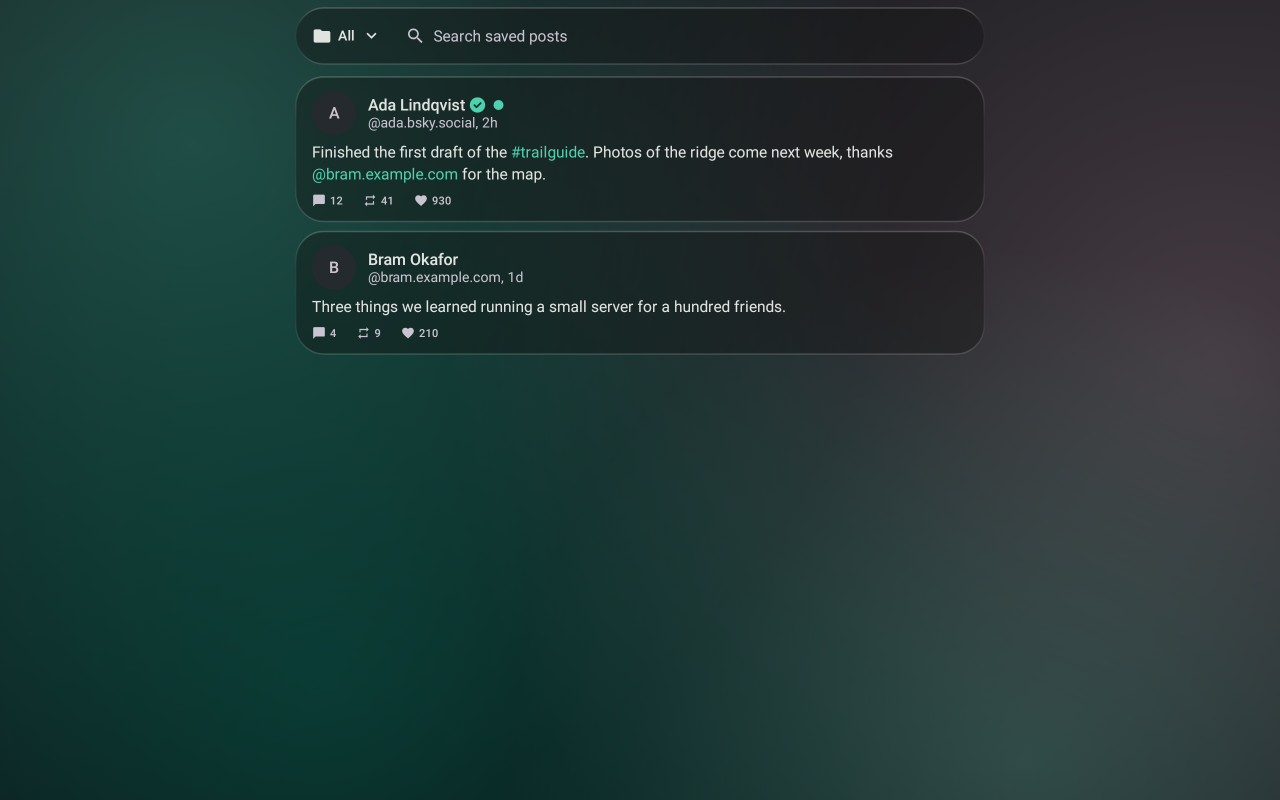 All
Search saved posts
A
Ada Lindqvist
@ada.bsky.social, 2h
Finished the first draft of the #trailguide. Photos of the ridge come next week, thanks
@bram.example.com for the map.
12 41 930
B
Bram Okafor
@bram.example.com, 1d
Three things we learned running a small server for a hundred friends.
4 9 210